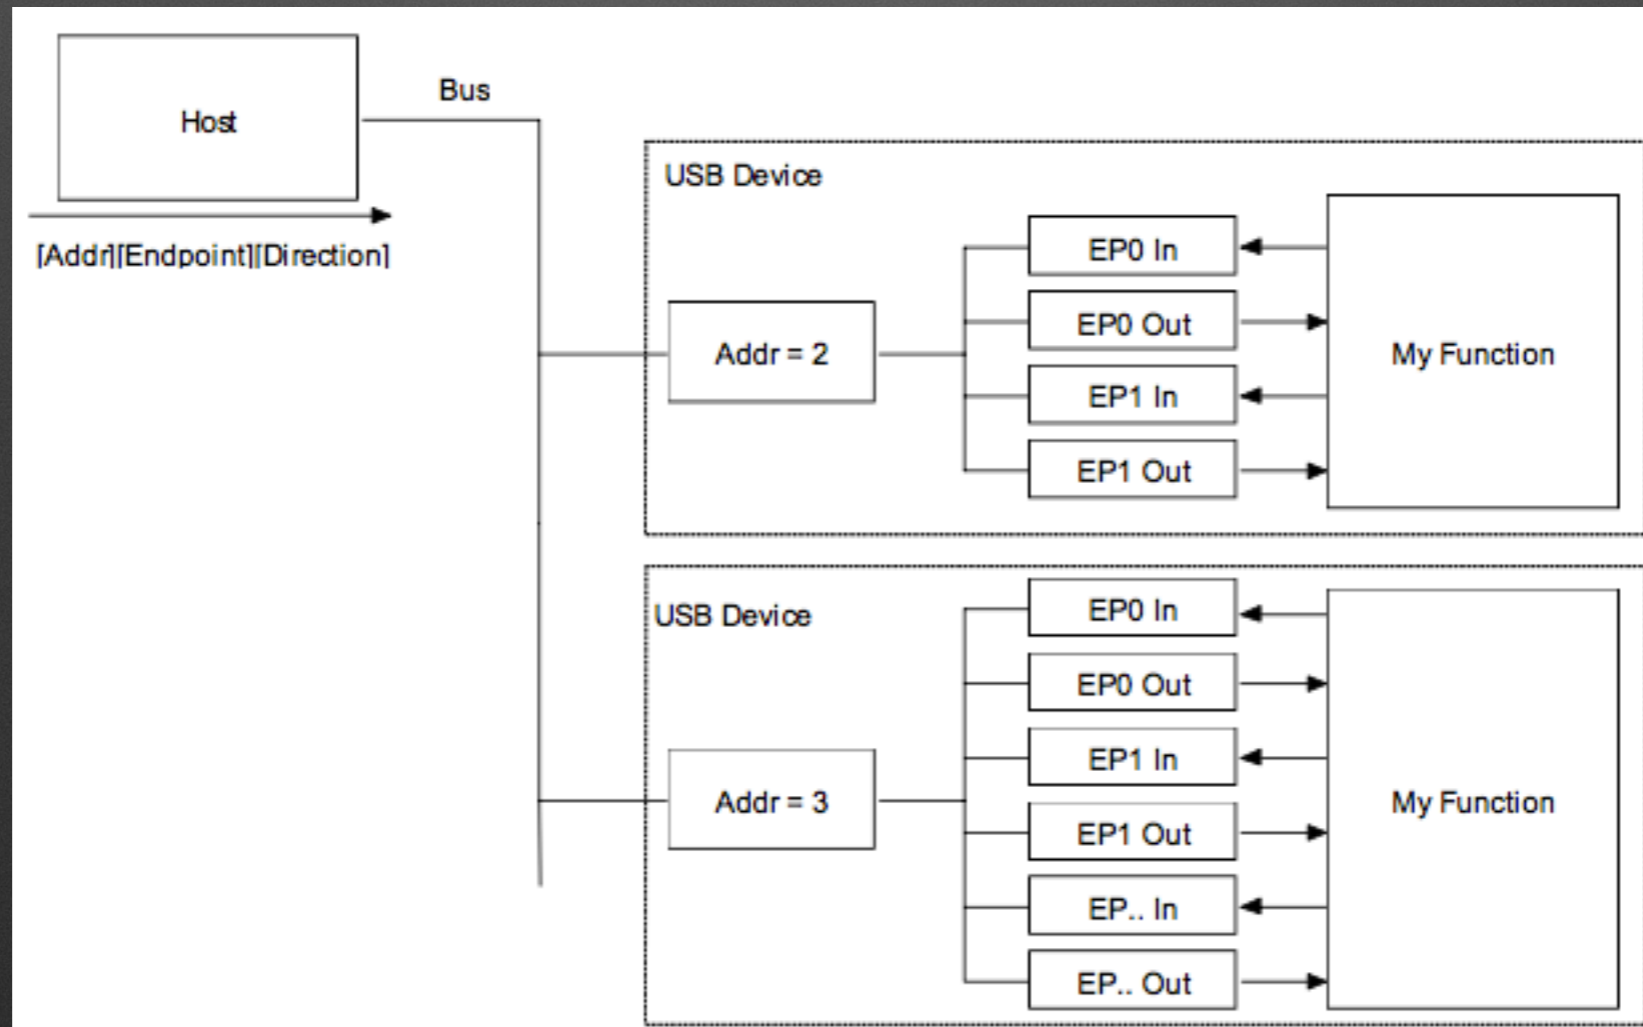 Host
Bus
[Addr][Endpoint][Direction]
USB Device
Addr = 2
EP0 In
EP0 Out
EP1 In
EP1 Out
My Function
USB Device
Addr = 3
EP0 In
EP0 Out
EP1 In
EP1 Out
EP.. In
EP.. Out
My Function